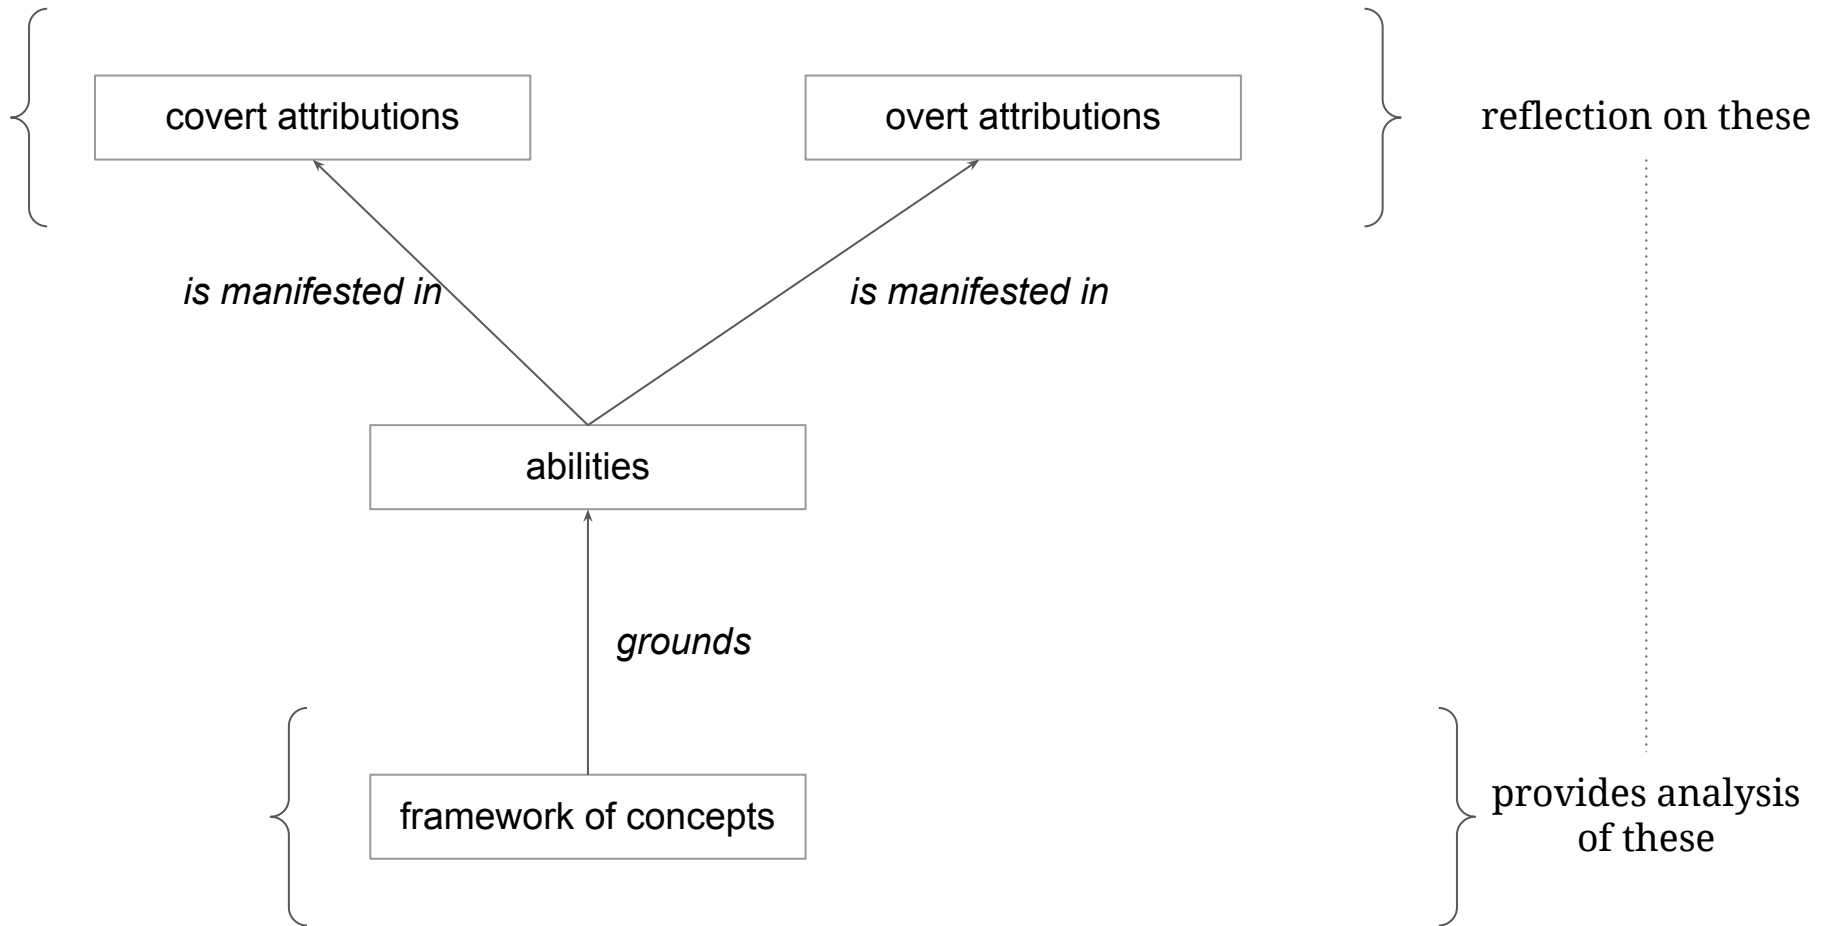 covert attributions
overt attributions
reflection on these
is manifested in
is manifested in
abilities
grounds
framework of concepts
provides analysis
of these